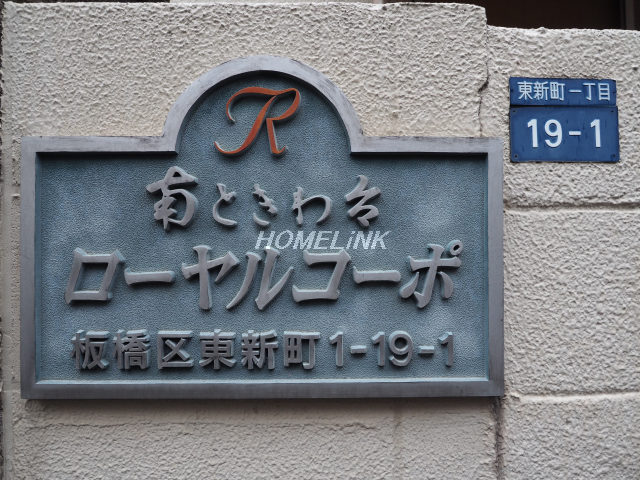 R
南ときわ台
HOMELiNK
ローヤルコーポ
板橋区東新町1-19-1
東新町一丁目
19-1